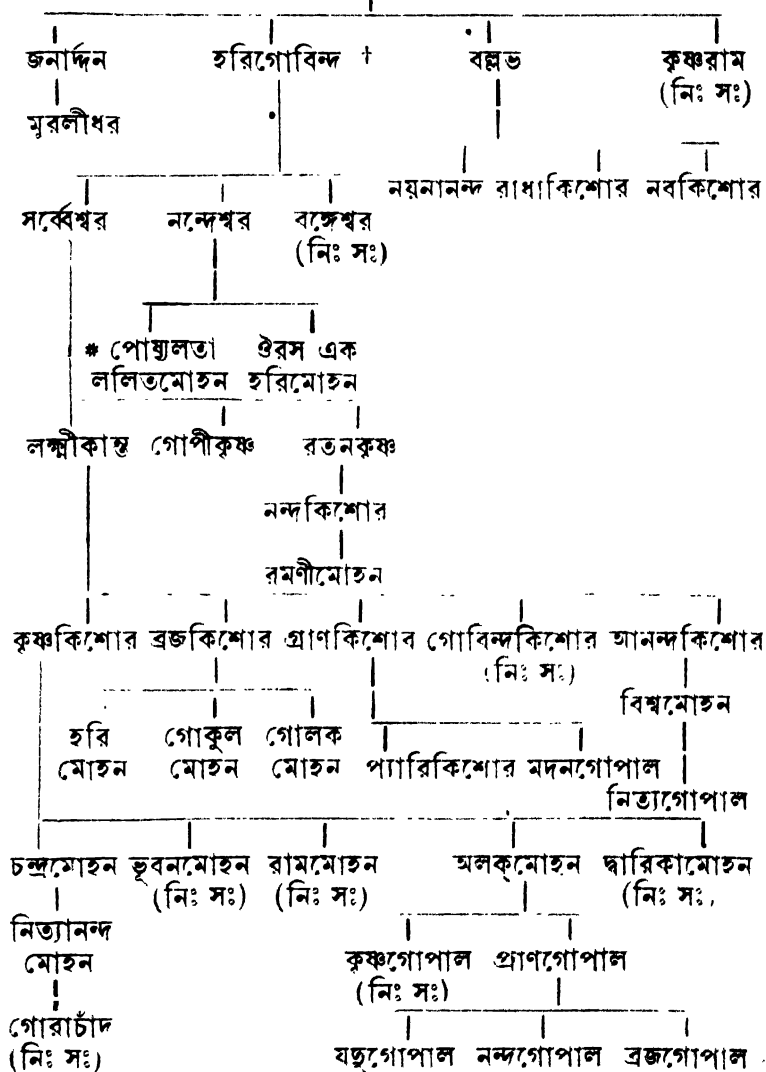 জনার্দ্দন হরিগোবিন্দ † বল্লভ কৃষ্ণরাম
(নিঃ সঃ)
মুরলীধর
নয়নানন্দ রাধাকিশোর নবকিশোর
সর্ব্বেশ্বর নন্দেশ্বর বঙ্গেশ্বর
(নিঃ সঃ)
* পোষ্যলতা ঔরস এক
ললিতমোহন হরিমোহন
লক্ষ্মীকান্ত গোপীকৃষ্ণ রতনকৃষ্ণ
নন্দকিশোর
রমণীমোহন
কৃষ্ণকিশোর ব্রজকিশোর প্রাণকিশোব গোবিন্দকিশোর আনন্দকিশোর
(নিঃ সঃ)
বিশ্বমোহন
হরি গোকুল গোলক
মোহন মোহন মোহন প্যারিকিশোর মদনগোপাল
নিত্যগোপাল
চন্দ্রমোহন ভূবনমোহন রামমোহন অলক্মোহন দ্বারিকামোহন
(নিঃ সঃ) (নিঃ সঃ) (নিঃ সঃ,
নিত্যানন্দ
মোহন কৃষ্ণগোপাল প্রাণগোপাল
(নিঃ সঃ)
গোরাচাঁদ
(নিঃ সঃ) যদুগোপাল নন্দগোপাল ব্রজগোপাল